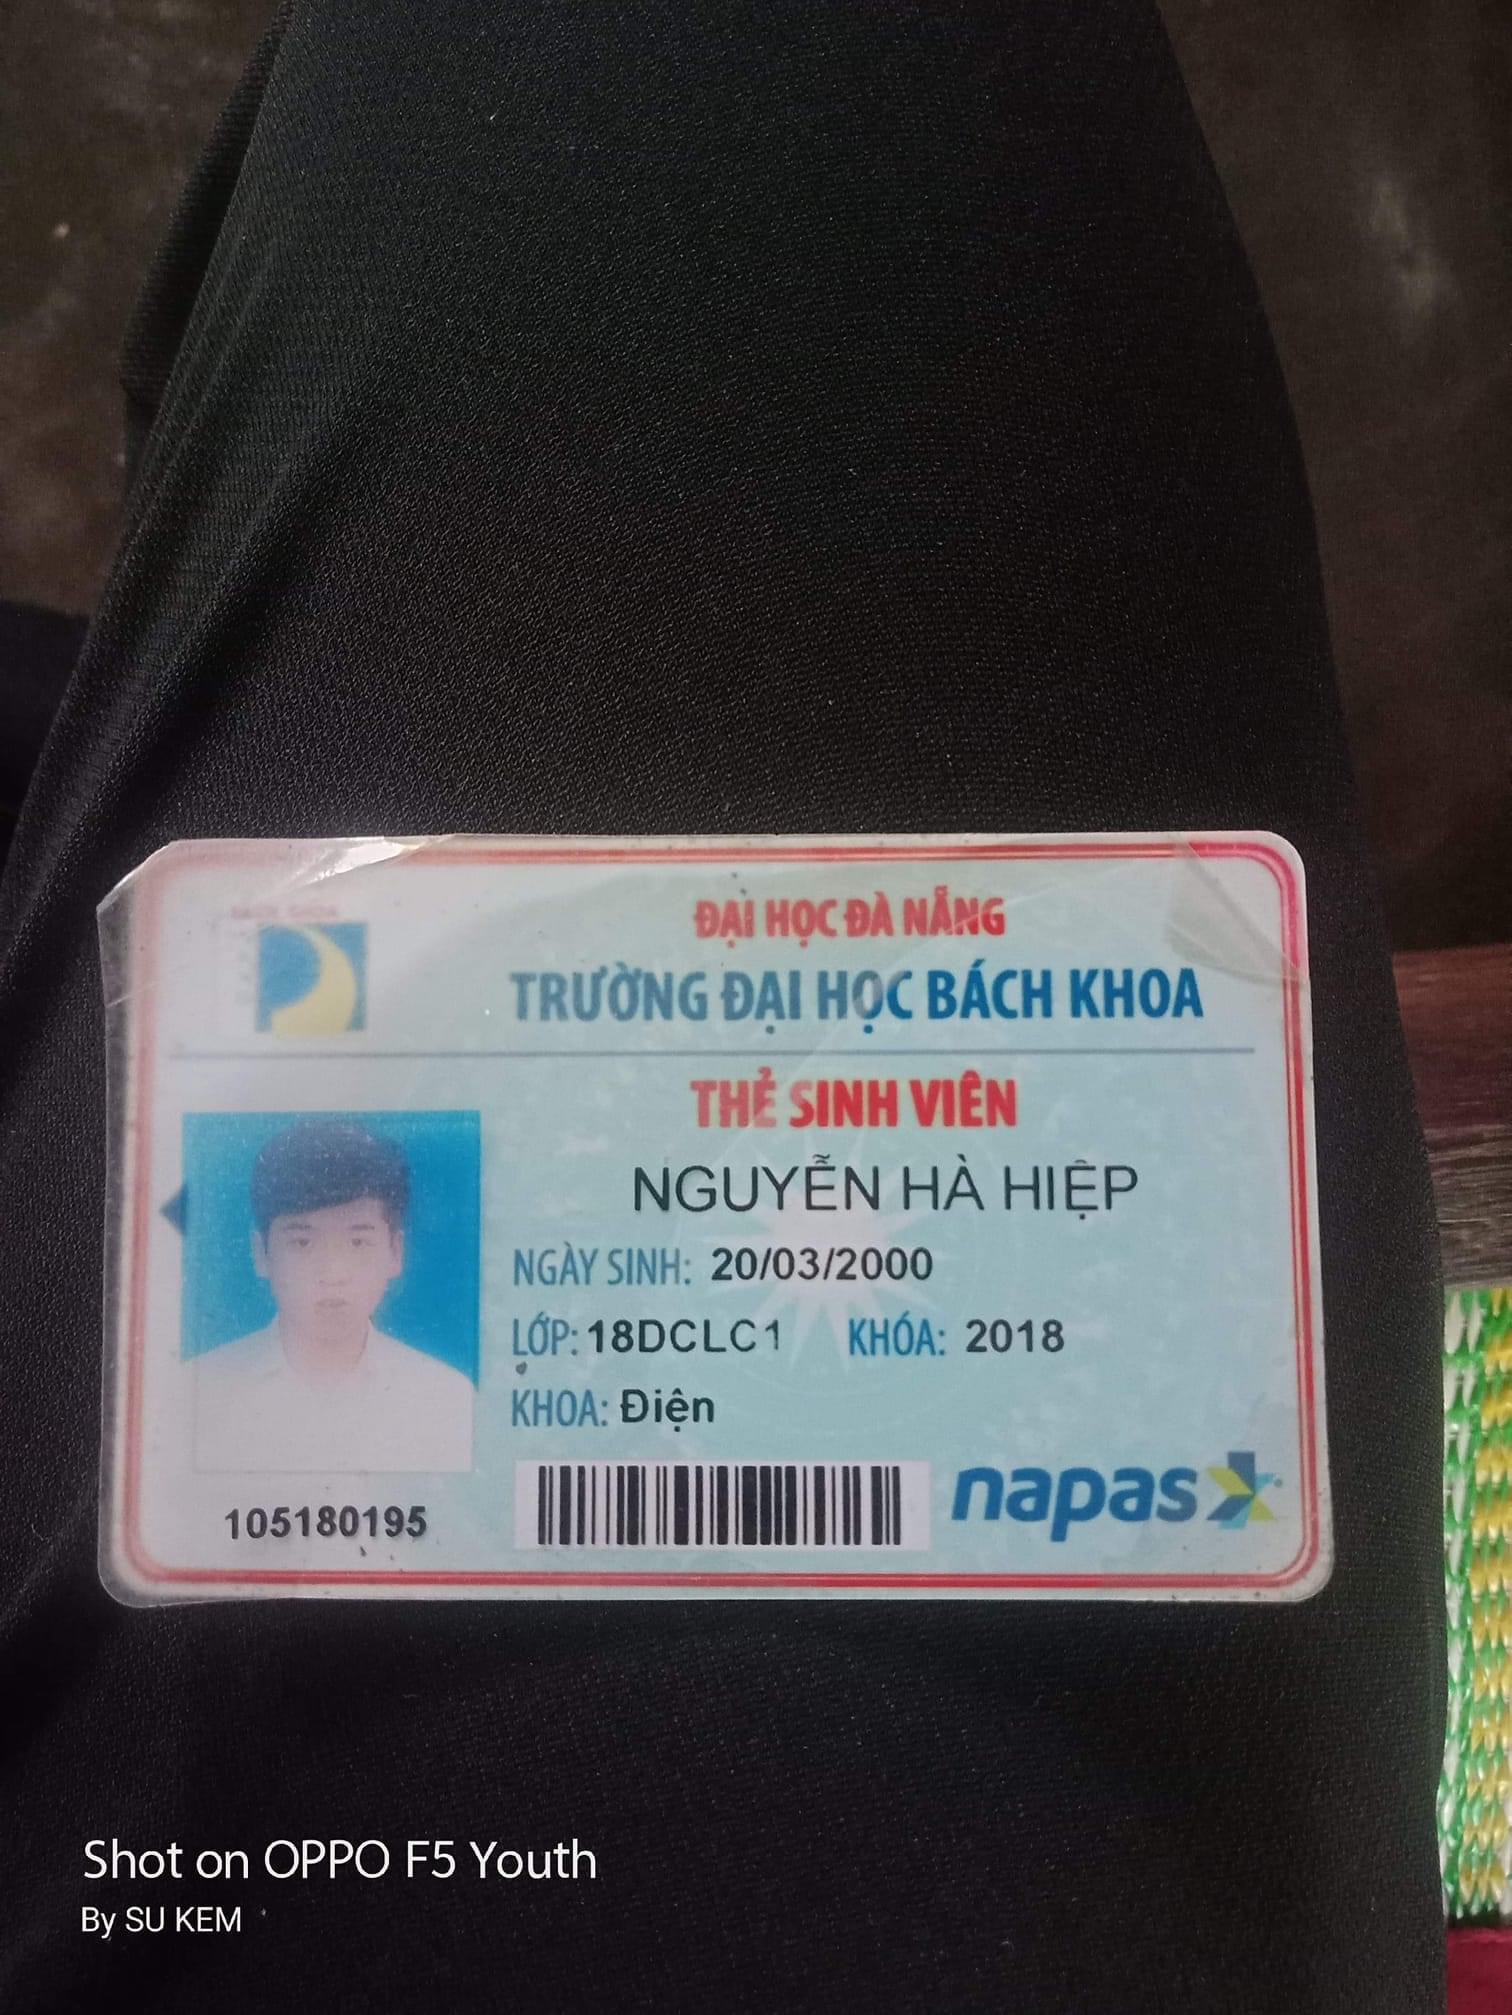 ĐẠI HỌC ĐÀ NẴNG
TRƯỜNG ĐẠI HỌC BÁCH KHOA
THẺ SINH VIÊN
NGUYỄN HÀ HIỆP
NGÀY SINH: 20/03/2000
LỚP: 18DCLC1 KHÓA: 2018
KHOA: Điện
105180195
napas
Shot on OPPO F5 Youth
By SU KEM